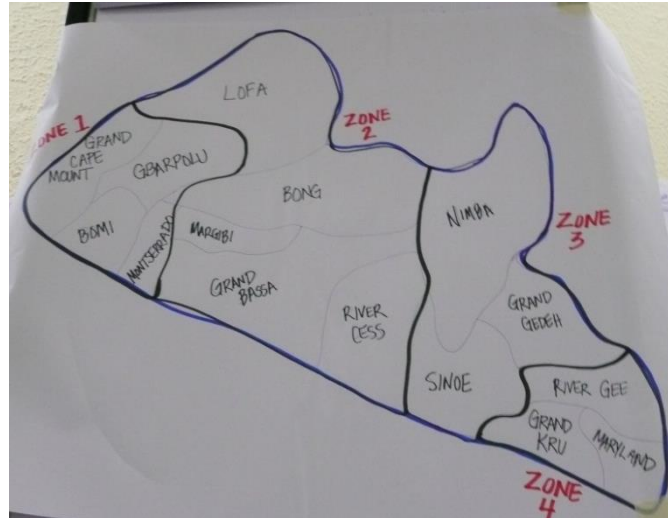 ONE 1
LOFA
ZONE
2
GRAND
CAPE
MOUNT
GBARPOLU
BONG
NIMBA
ZONE
3
BOMI
MONTSERRADO
MARGIBI
GRAND
BASSA
RIVER
CESS
GRAND
GEDEH
SINOE
RIVER GEE
GRAND
KRU
MARYLAND
ZONE
4